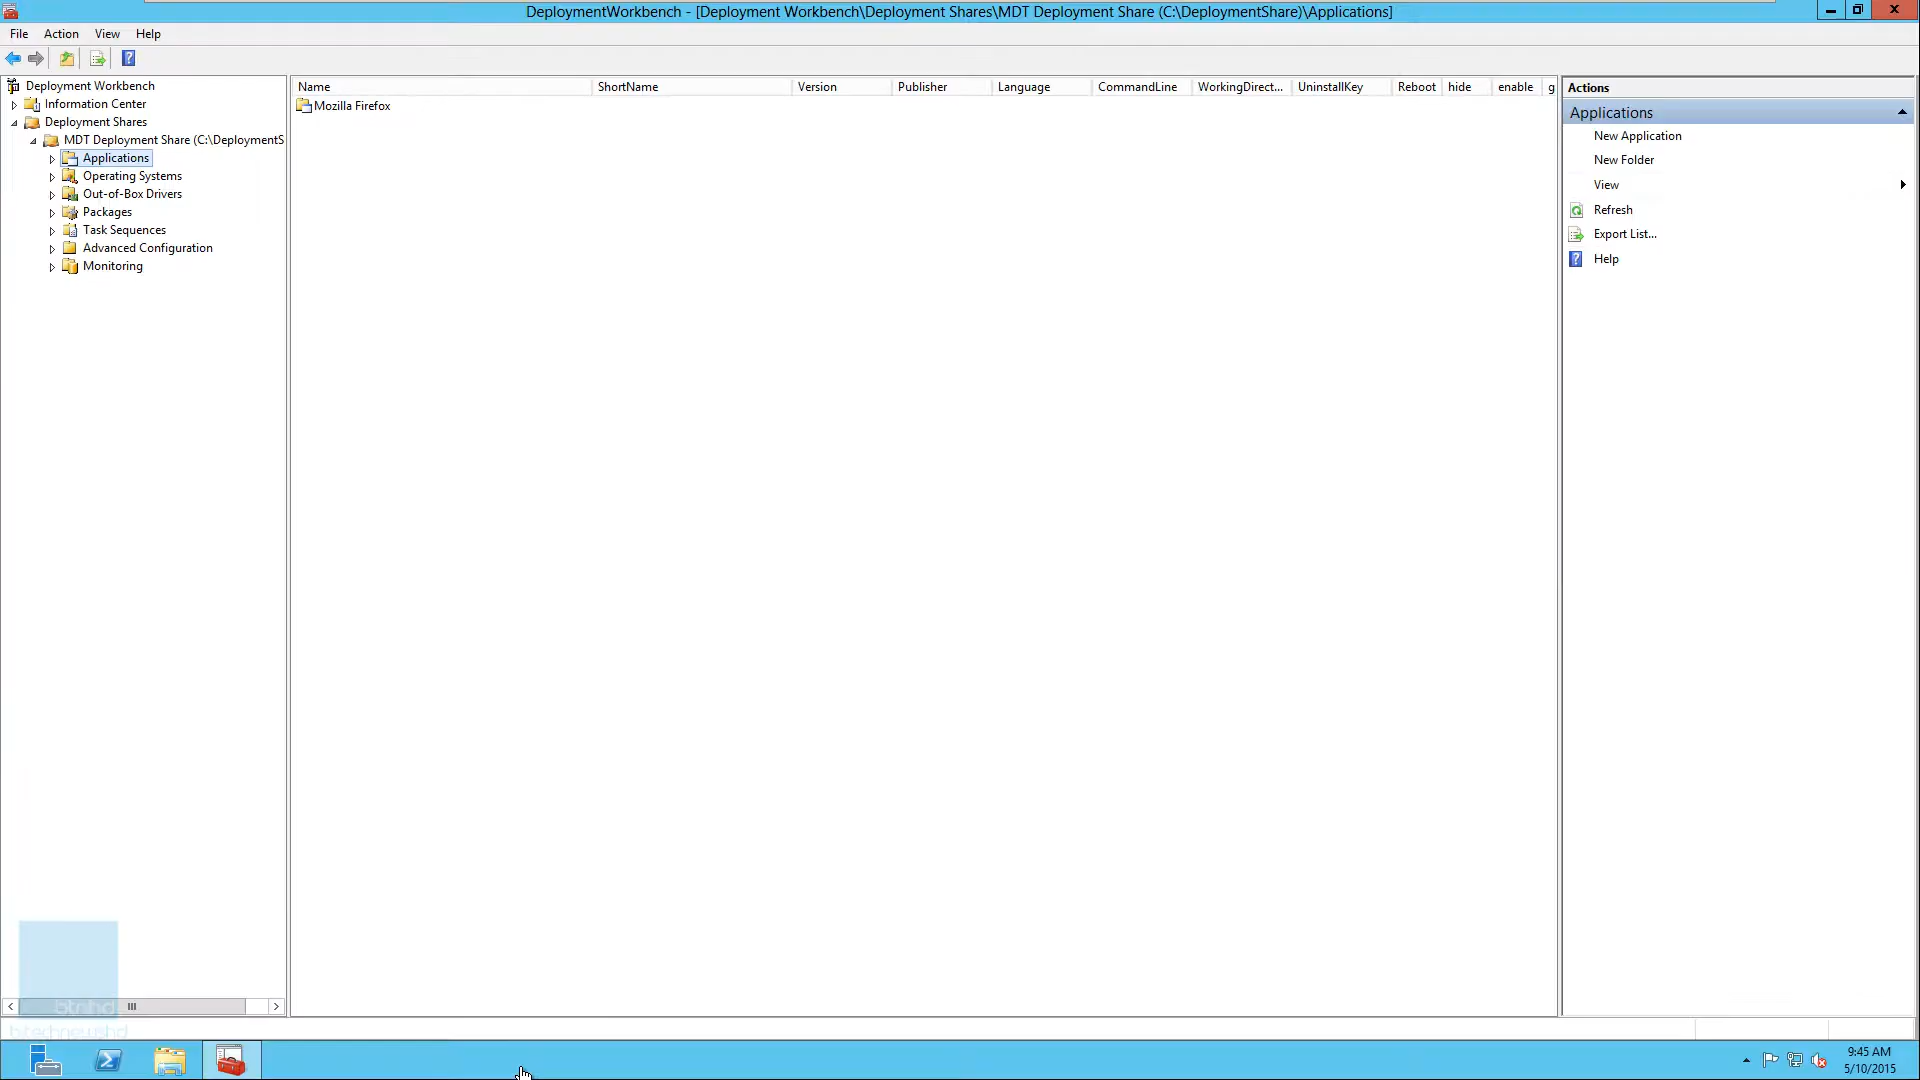 DeploymentWorkbench - [Deployment Workbench\Deployment Shares\MDT Deployment Share (C:\DeploymentShare)\Applications]
File Action View Help
Deployment Workbench
Information Center
Deployment Shares
MDT Deployment Share (C:\DeploymentS
Applications
Operating Systems
Out-of-Box Drivers
Packages
Task Sequences
Advanced Configuration
Monitoring
Name ShortName Version Publisher Language CommandLine WorkingDirect... UninstallKey Reboot hide enable g
Mozilla Firefox
Actions
Applications
New Application
New Folder
View
Refresh
Export List...
Help
9:45 AM
5/10/2015